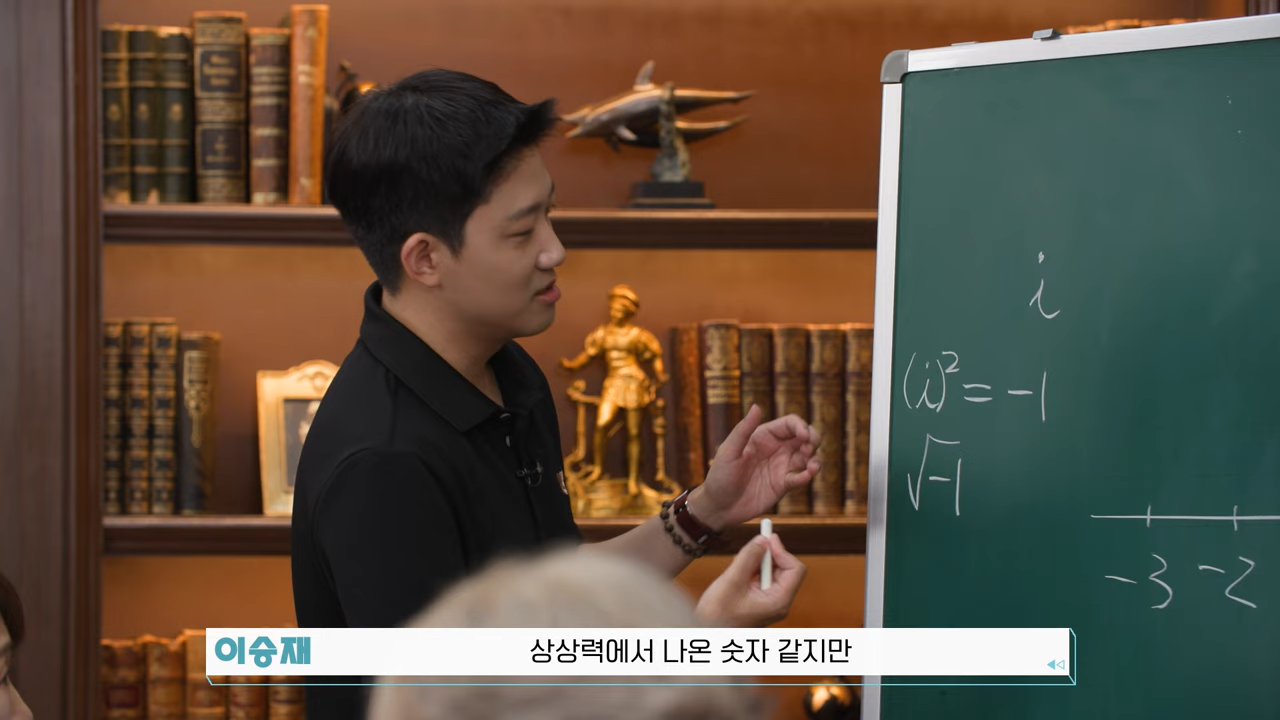 i
(i)² = -1
√-1
-3 -2
이승재 상상력에서 나온 숫자 같지만